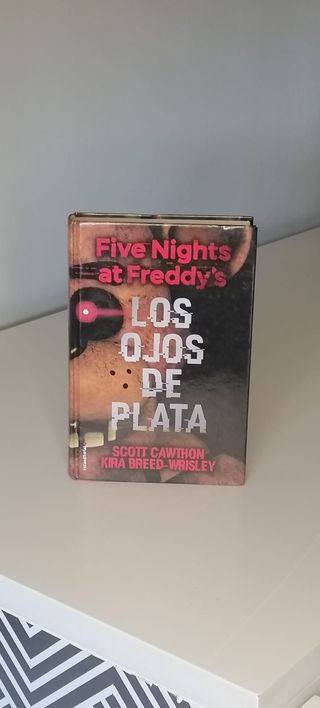 Five Nights
at Freddy's
LOS
OJOS
DE
PLATA
SCOTT CAWTHON
KIRA BREED-WRISLEY